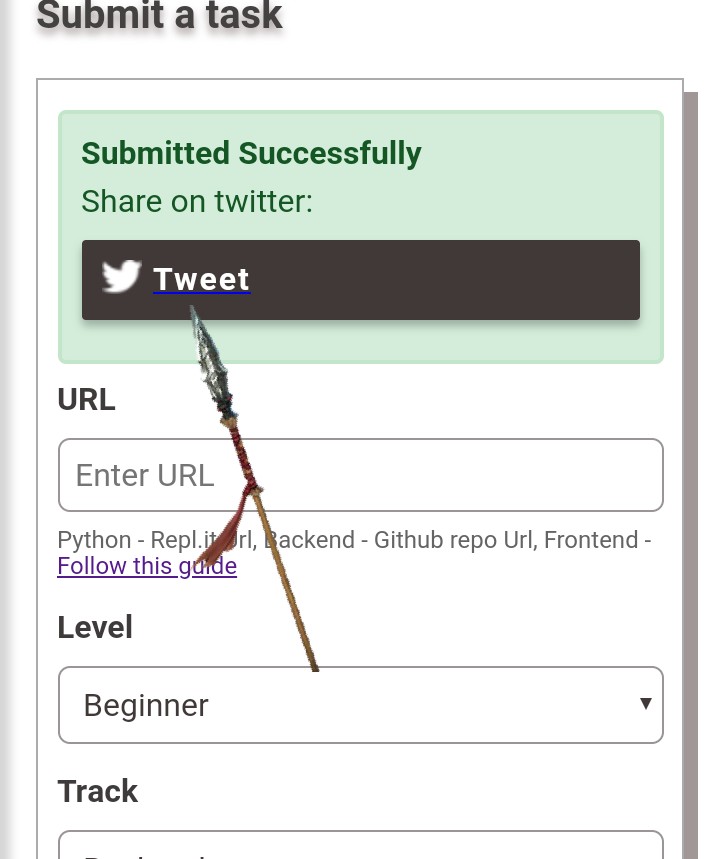 Submit a task
Submitted Successfully
Share on twitter:
Tweet
URL
Enter URL
Python - Repl.it Url, Backend - Github repo Url, Frontend -
Follow this guide
Level
Beginner
Track